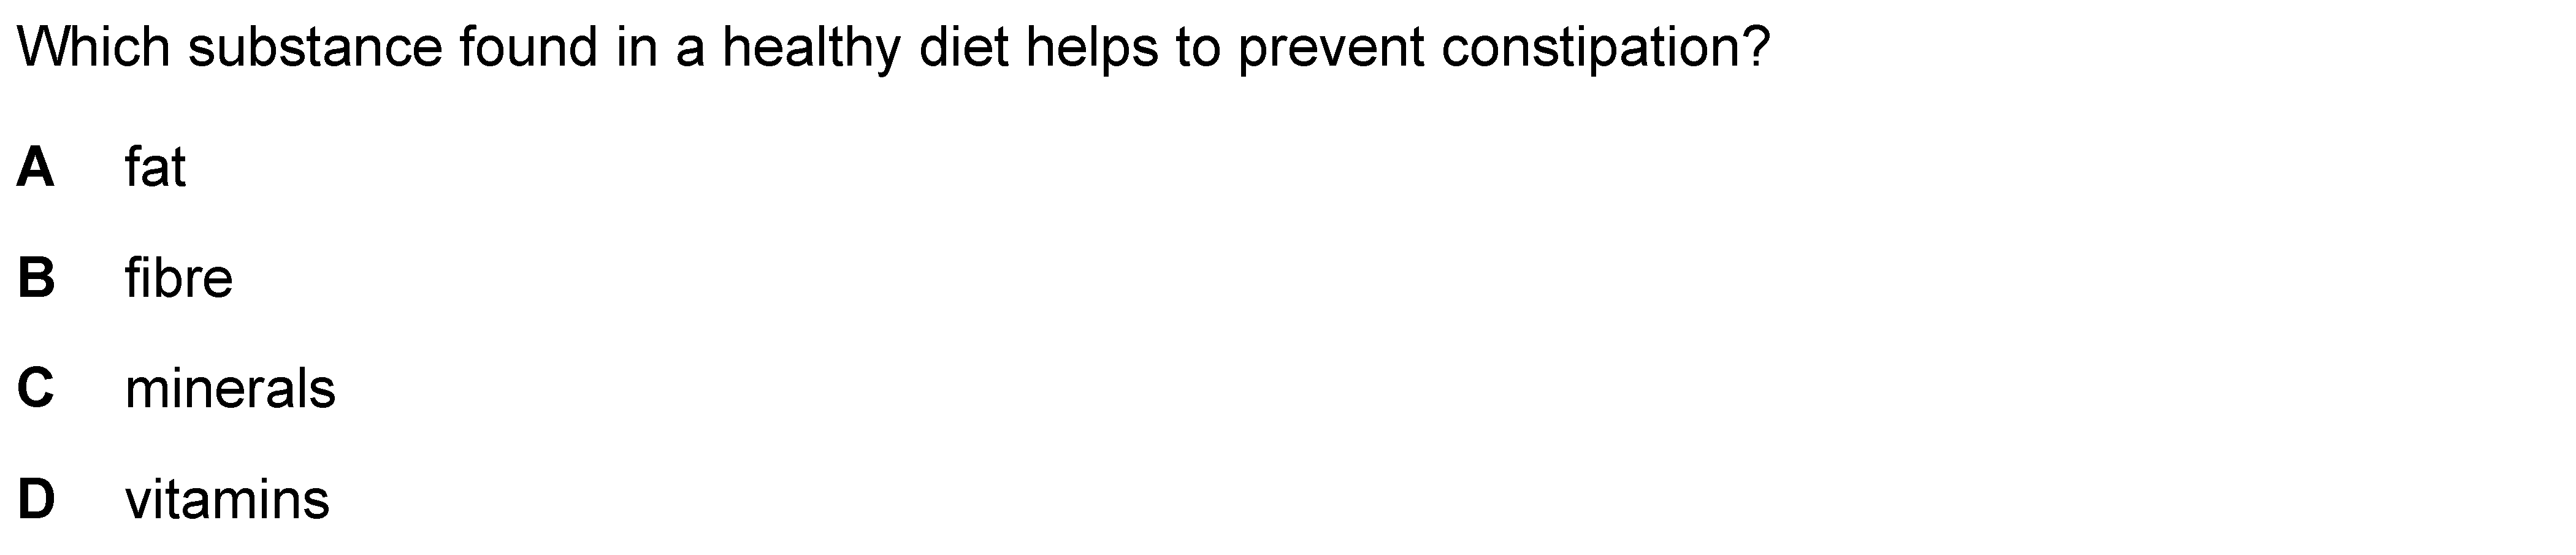 Which substance found in a healthy diet helps to prevent constipation?
A fat
B fibre
C minerals
D vitamins